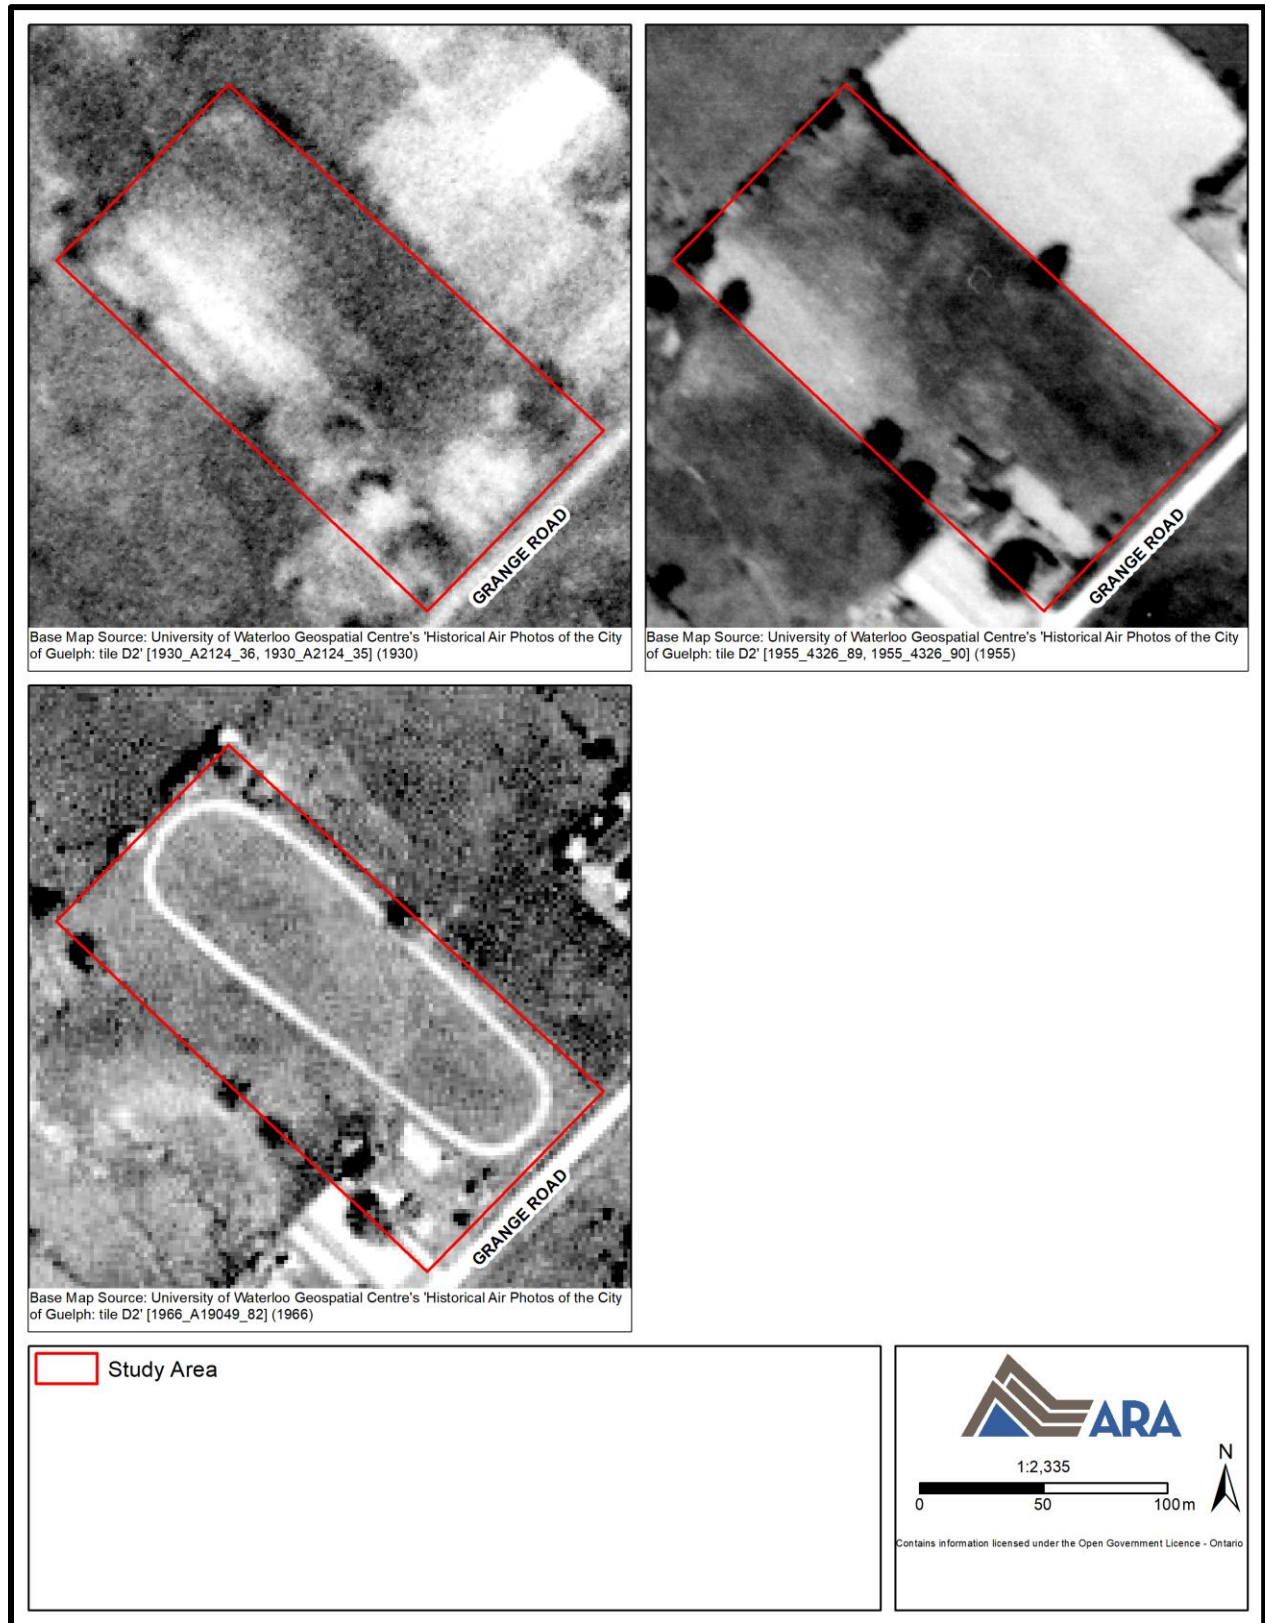 GRANGE ROAD
Base Map Source: University of Waterloo Geospatial Centre's 'Historical Air Photos of the City
of Guelph: tile D2' [1930_A2124_36, 1930_A2124_35] (1930)
GRANGE ROAD
Base Map Source: University of Waterloo Geospatial Centre's 'Historical Air Photos of the City
of Guelph: tile D2' [1955_4326_89, 1955_4326_90] (1955)
GRANGE ROAD
Base Map Source: University of Waterloo Geospatial Centre's 'Historical Air Photos of the City
of Guelph: tile D2' [1966_A19049_82] (1966)
Study Area
ARA
1:2,335
N
0 50 100m
Contains information licensed under the Open Government Licence - Ontario